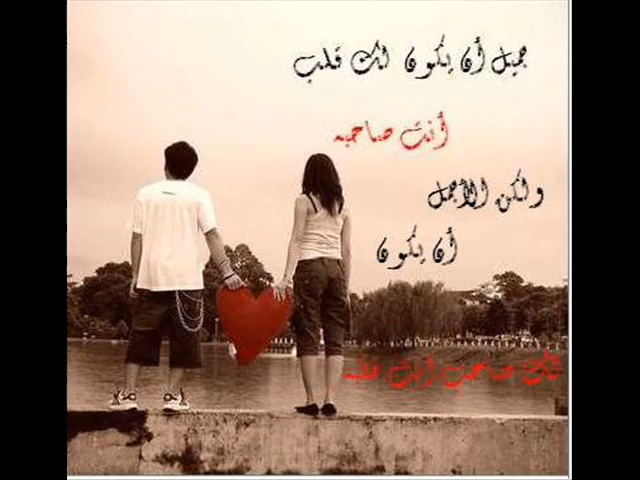 جميل أن يكون لك قلب
أنت صاحبه
ولكن الأجمل
أن يكون
لك صاحب أنت قلبه